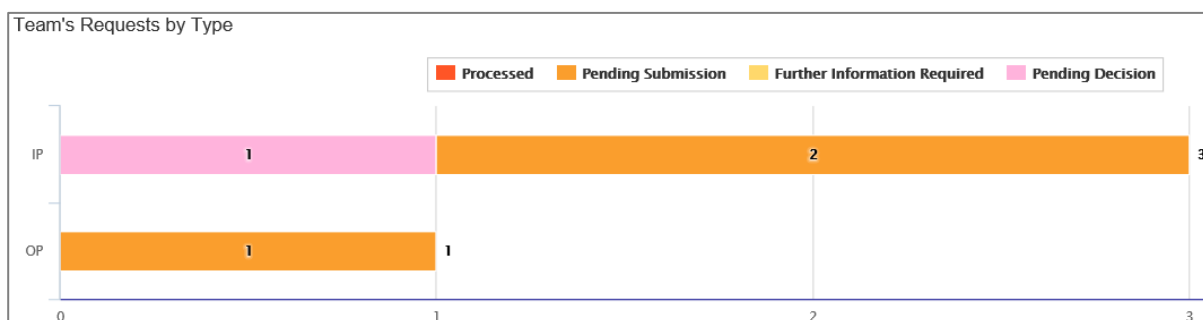 Team's Requests by Type
Processed Pending Submission Further Information Required Pending Decision
IP 1 2 3
OP 1 1
0 1 2 3